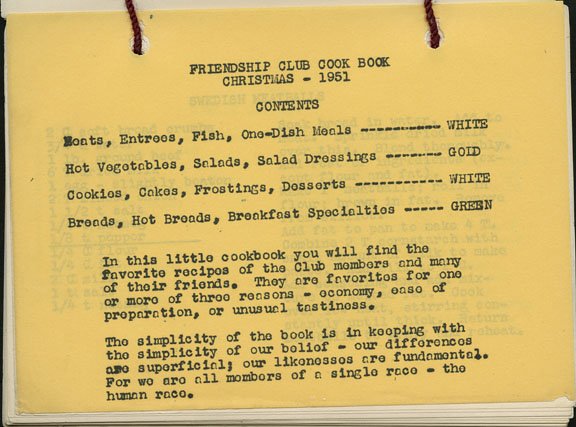 FRIENDSHIP CLUB COOK BOOK
CHRISTMAS - 1951
CONTENTS
Meats, Entrees, Fish, One-Dish Meals ----------- WHITE
Hot Vegetables, Salads, Salad Dressings ------- GOLD
Cookies, Cakes, Frostings, Desserts ----------- WHITE
Breads, Hot Breads, Breakfast Specialties ----- GREEN
In this little cookbook you will find the
favorite recipes of the Club members and many
of their friends. They are favorites for one
or more of three reasons - economy, ease of
preparation, or unusual tastiness.
The simplicity of the book is in keeping with
the simplicity of our belief - our differences
are superficial; our likenesses are fundamental.
For we are all members of a single race - the
human race.
SWEDISH MEATBALLS